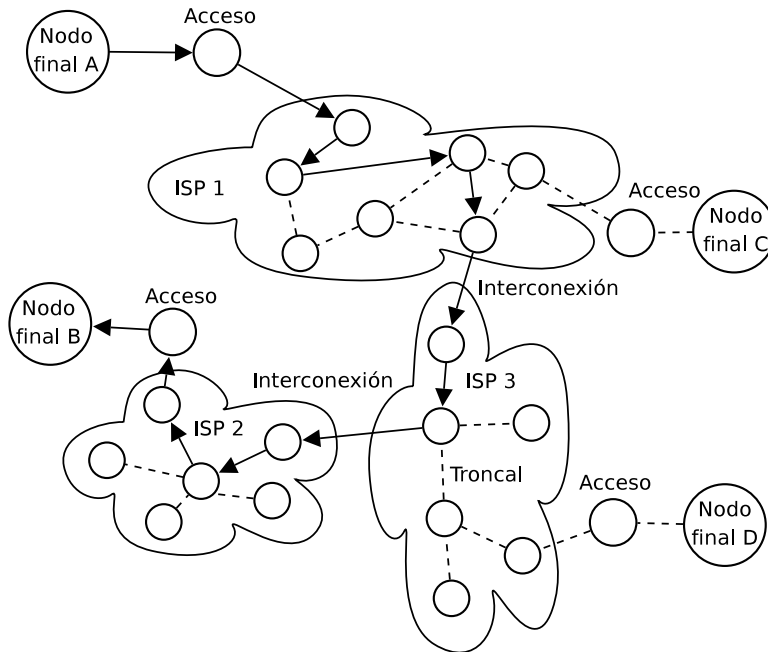 Nodo
final A
Acceso
ISP 1
Acceso
Nodo
final C
Interconexión
Nodo
final B
Acceso
Interconexión
ISP 3
ISP 2
Troncal
Acceso
Nodo
final D